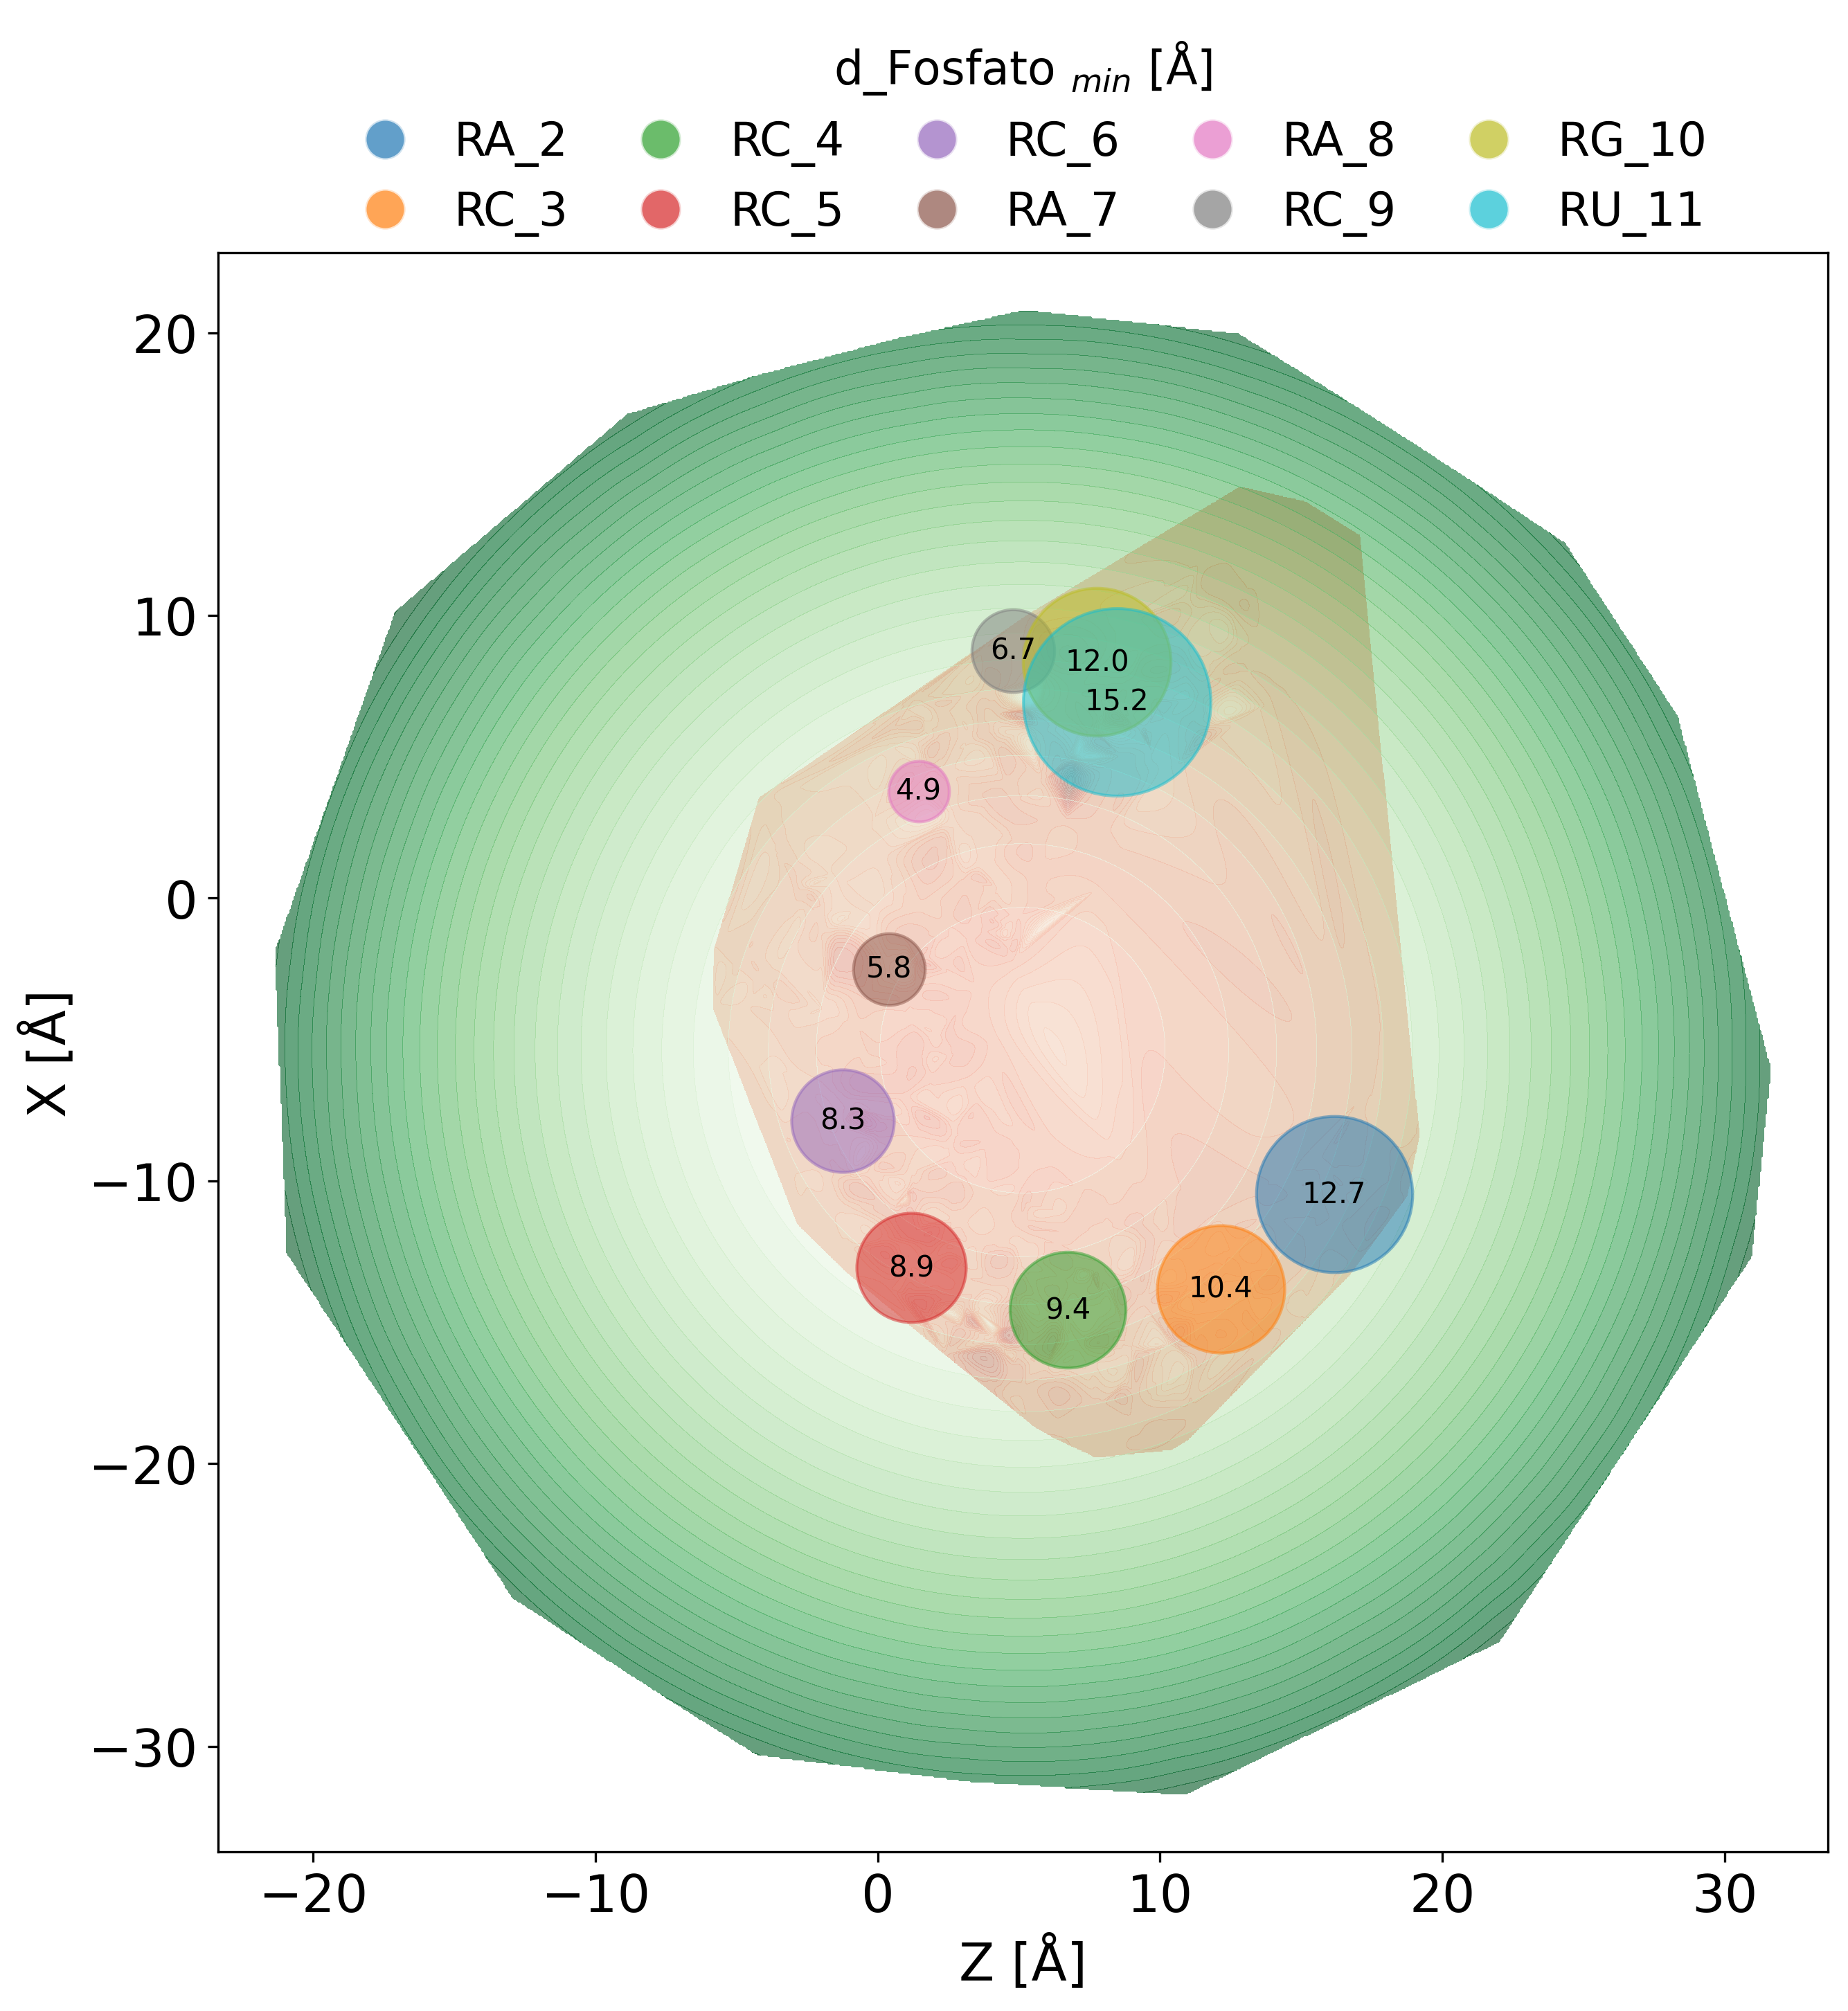 d_Fosfato min [Å]
RA_2 RC_4 RC_6 RA_8 RG_10
RC_3 RC_5 RA_7 RC_9 RU_11
20
10
0
−10
−20
−30
X [Å]
6.7
12.0
15.2
4.9
5.8
8.3
12.7
8.9
10.4
9.4
−20 −10 0 10 20 30
Z [Å]